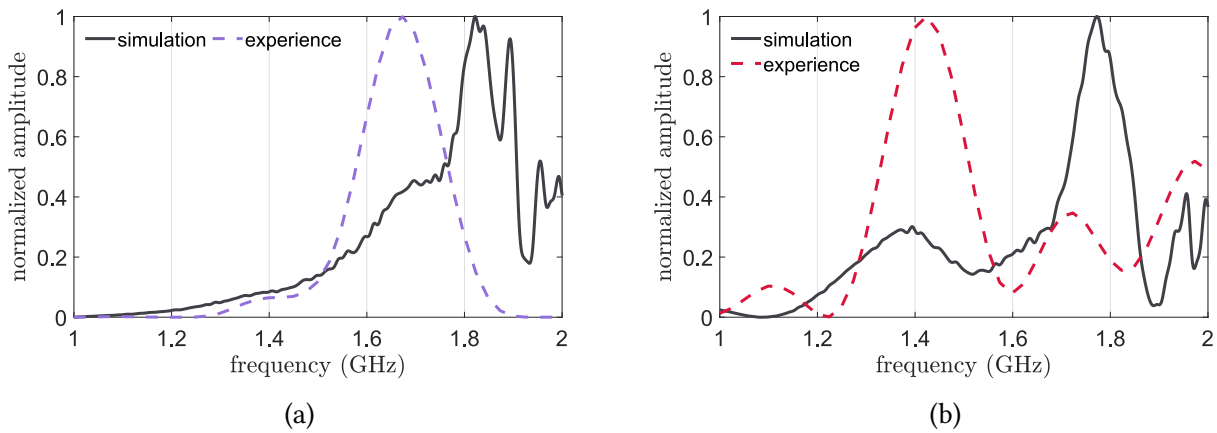 1
0.8
0.6
0.4
0.2
0
normalized amplitude
simulation experience
1 1.2 1.4 1.6 1.8 2
frequency (GHz)
(a)
1
0.8
0.6
0.4
0.2
0
normalized amplitude
simulation
experience
1 1.2 1.4 1.6 1.8 2
frequency (GHz)
(b)